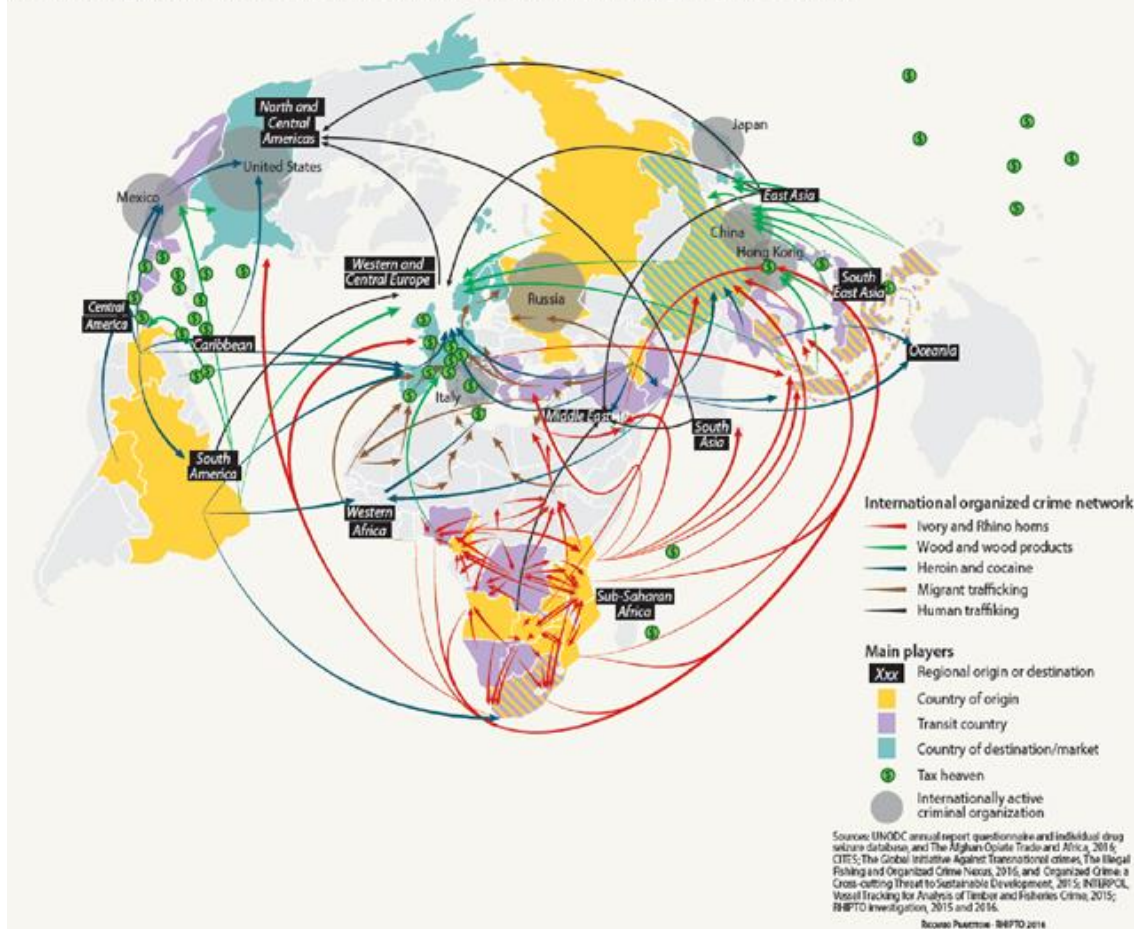 North and
Central
Americas
Japan
United States
Mexico
East Asia
China
Hong Kong
Western and
Central Europe
South
East Asia
Russia
Central
America
Caribbean
Oceania
Italy
Middle East
South
Asia
South
America
Western
Africa
Sub-Saharan
Africa
International organized crime network
Ivory and Rhino horns
Wood and wood products
Heroin and cocaine
Migrant trafficking
Human traffiking
Main players
Xxx Regional origin or destination
Country of origin
Transit country
Country of destination/market
Tax heaven
Internationally active
criminal organization
Sources: UNODC annual report questionnaire and individual drug
seizure database, and The Afghan Opiate Trade and Africa, 2016;
CITES; The Global Initiative Against Transnational crimes, The Illegal
Fishing and Organized Crime Nexus, 2016, and Organized Crime: a
Cross-cutting Threat to Sustainable Development, 2015; INTERPOL,
Vessel Tracking for Analysis of Timber and Fisheries Crime, 2015;
RHIPTO investigation, 2015 and 2016.
RHIPTO 2016